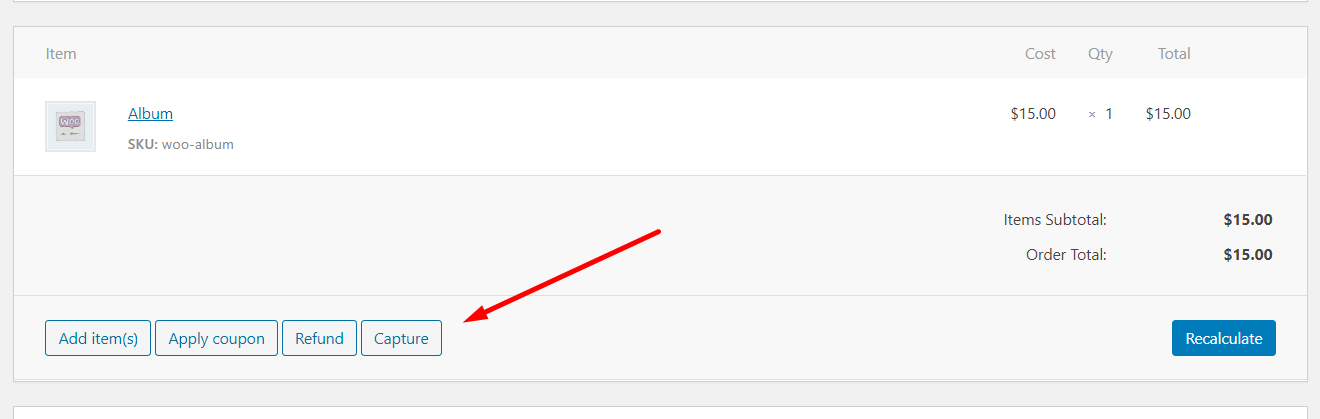 Item Cost Qty Total
Album $15.00 × 1 $15.00
WOO
SKU: woo-album
Items Subtotal: $15.00
Order Total: $15.00
Add item(s) Apply coupon Refund Capture Recalculate